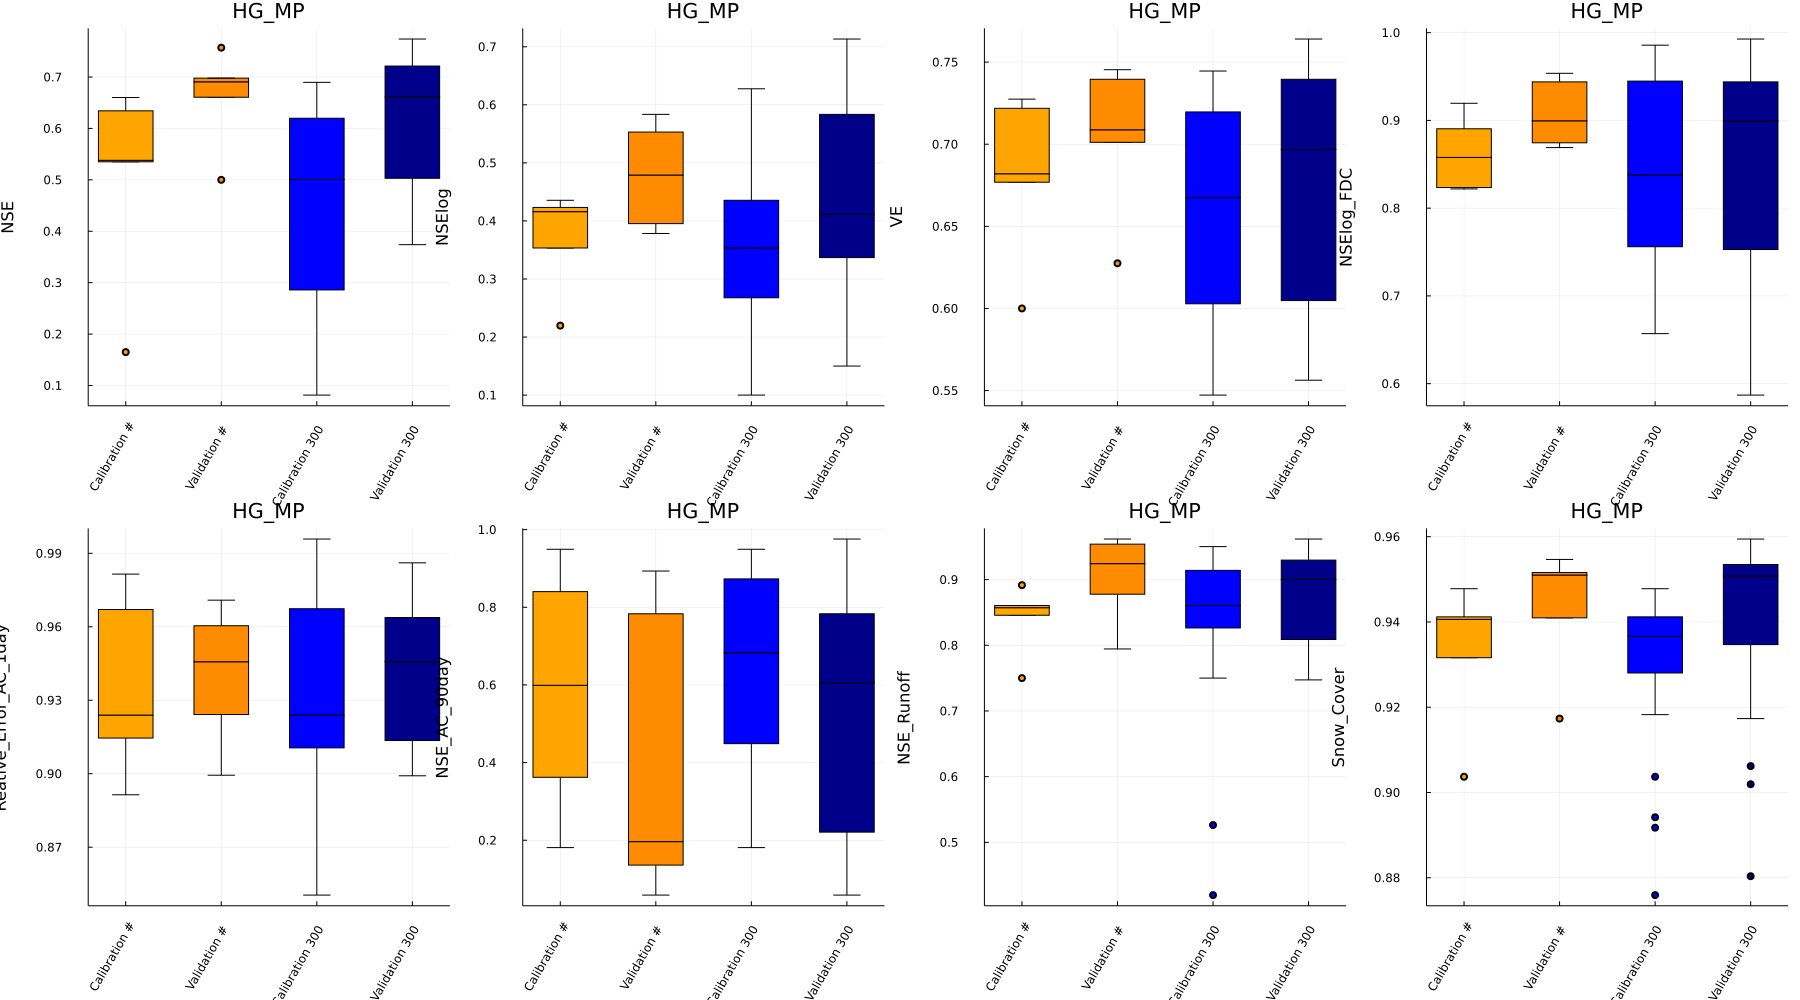 HG_MP
HG_MP
HG_MP
HG_MP
NSE
0.7
0.6
0.5
0.4
0.3
0.2
0.1
Calibration #
Validation #
Calibration 300
Validation 300
NSElog
0.7
0.6
0.5
0.4
0.3
0.2
0.1
Calibration #
Validation #
Calibration 300
Validation 300
VE
0.75
0.70
0.65
0.60
0.55
Calibration #
Validation #
Calibration 300
Validation 300
NSElog_FDC
1.0
0.9
0.8
0.7
0.6
Calibration #
Validation #
Calibration 300
Validation 300
HG_MP
HG_MP
HG_MP
HG_MP
Reative_Error_AC_1day
0.99
0.96
0.93
0.90
0.87
Calibration #
Validation #
Calibration 300
Validation 300
NSE_AC_90day
1.0
0.8
0.6
0.4
0.2
Calibration #
Validation #
Calibration 300
Validation 300
NSE_Runoff
0.9
0.8
0.7
0.6
0.5
Calibration #
Validation #
Calibration 300
Validation 300
Snow_Cover
0.96
0.94
0.92
0.90
0.88
Calibration #
Validation #
Calibration 300
Validation 300